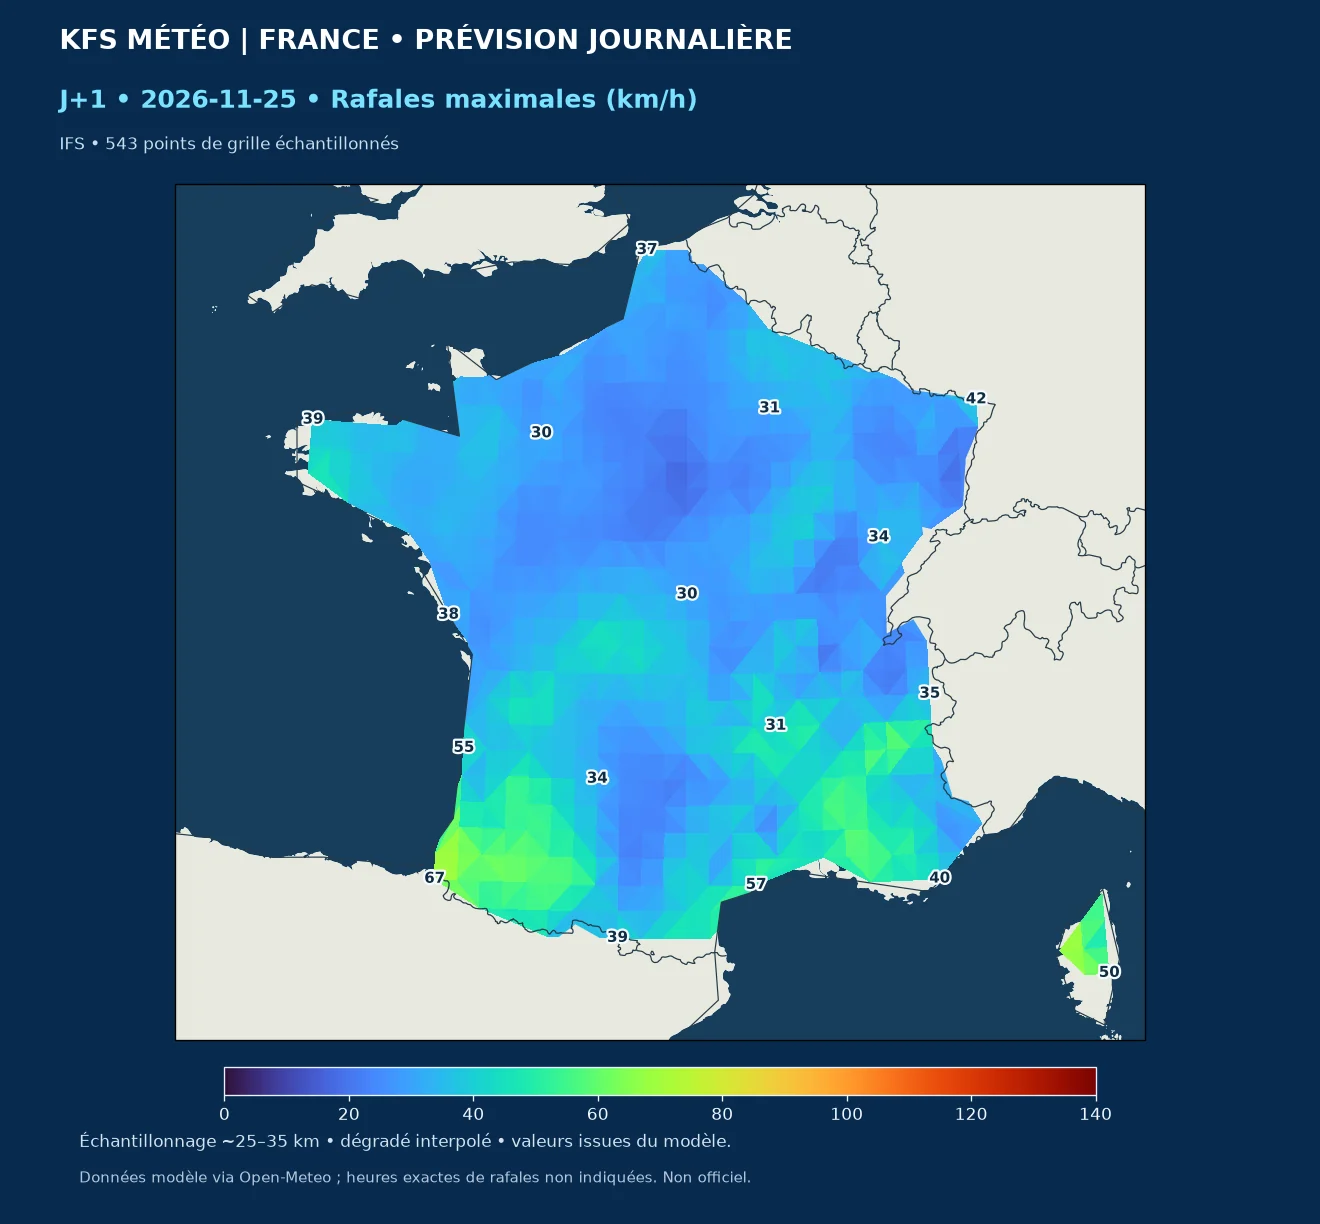 KFS MÉTÉO | FRANCE • PRÉVISION JOURNALIÈRE
J+1 • 2026-11-25 • Rafales maximales (km/h)
IFS • 543 points de grille échantillonnés
37
42
31
39
30
34
30
38
35
31
55
34
67
57
40
39
50
0 20 40 60 80 100 120 140
Échantillonnage ~25–35 km • dégradé interpolé • valeurs issues du modèle.
Données modèle via Open-Meteo ; heures exactes de rafales non indiquées. Non officiel.